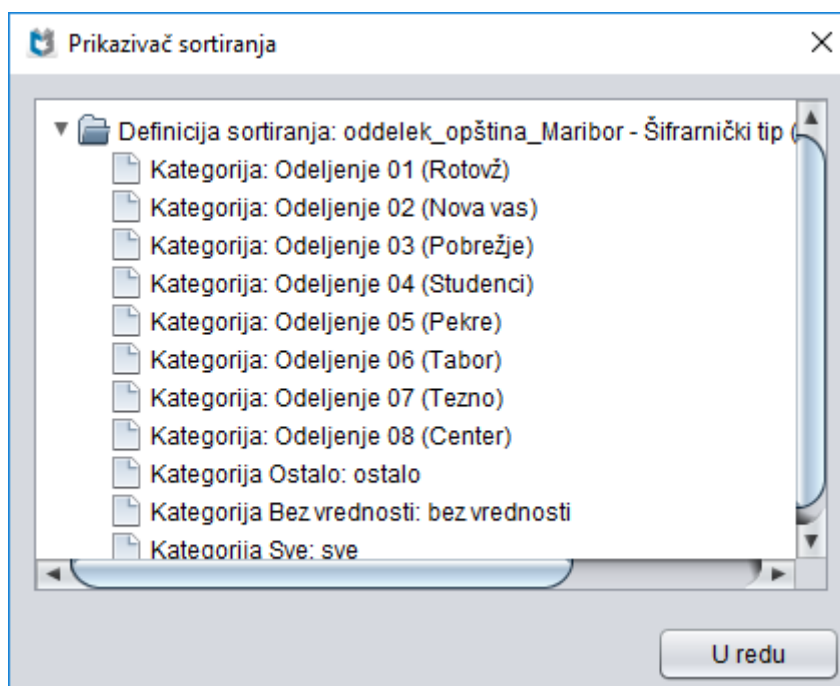 Prikazivač sortiranja
Definicija sortiranja: oddelek_opština_Maribor - Šifrarnički tip (
Kategorija: Odeljenje 01 (Rotovž)
Kategorija: Odeljenje 02 (Nova vas)
Kategorija: Odeljenje 03 (Pobrežje)
Kategorija: Odeljenje 04 (Studenci)
Kategorija: Odeljenje 05 (Pekre)
Kategorija: Odeljenje 06 (Tabor)
Kategorija: Odeljenje 07 (Tezno)
Kategorija: Odeljenje 08 (Center)
Kategorija Ostalo: ostalo
Kategorija Bez vrednosti: bez vrednosti
Kategorija Sve: sve
U redu